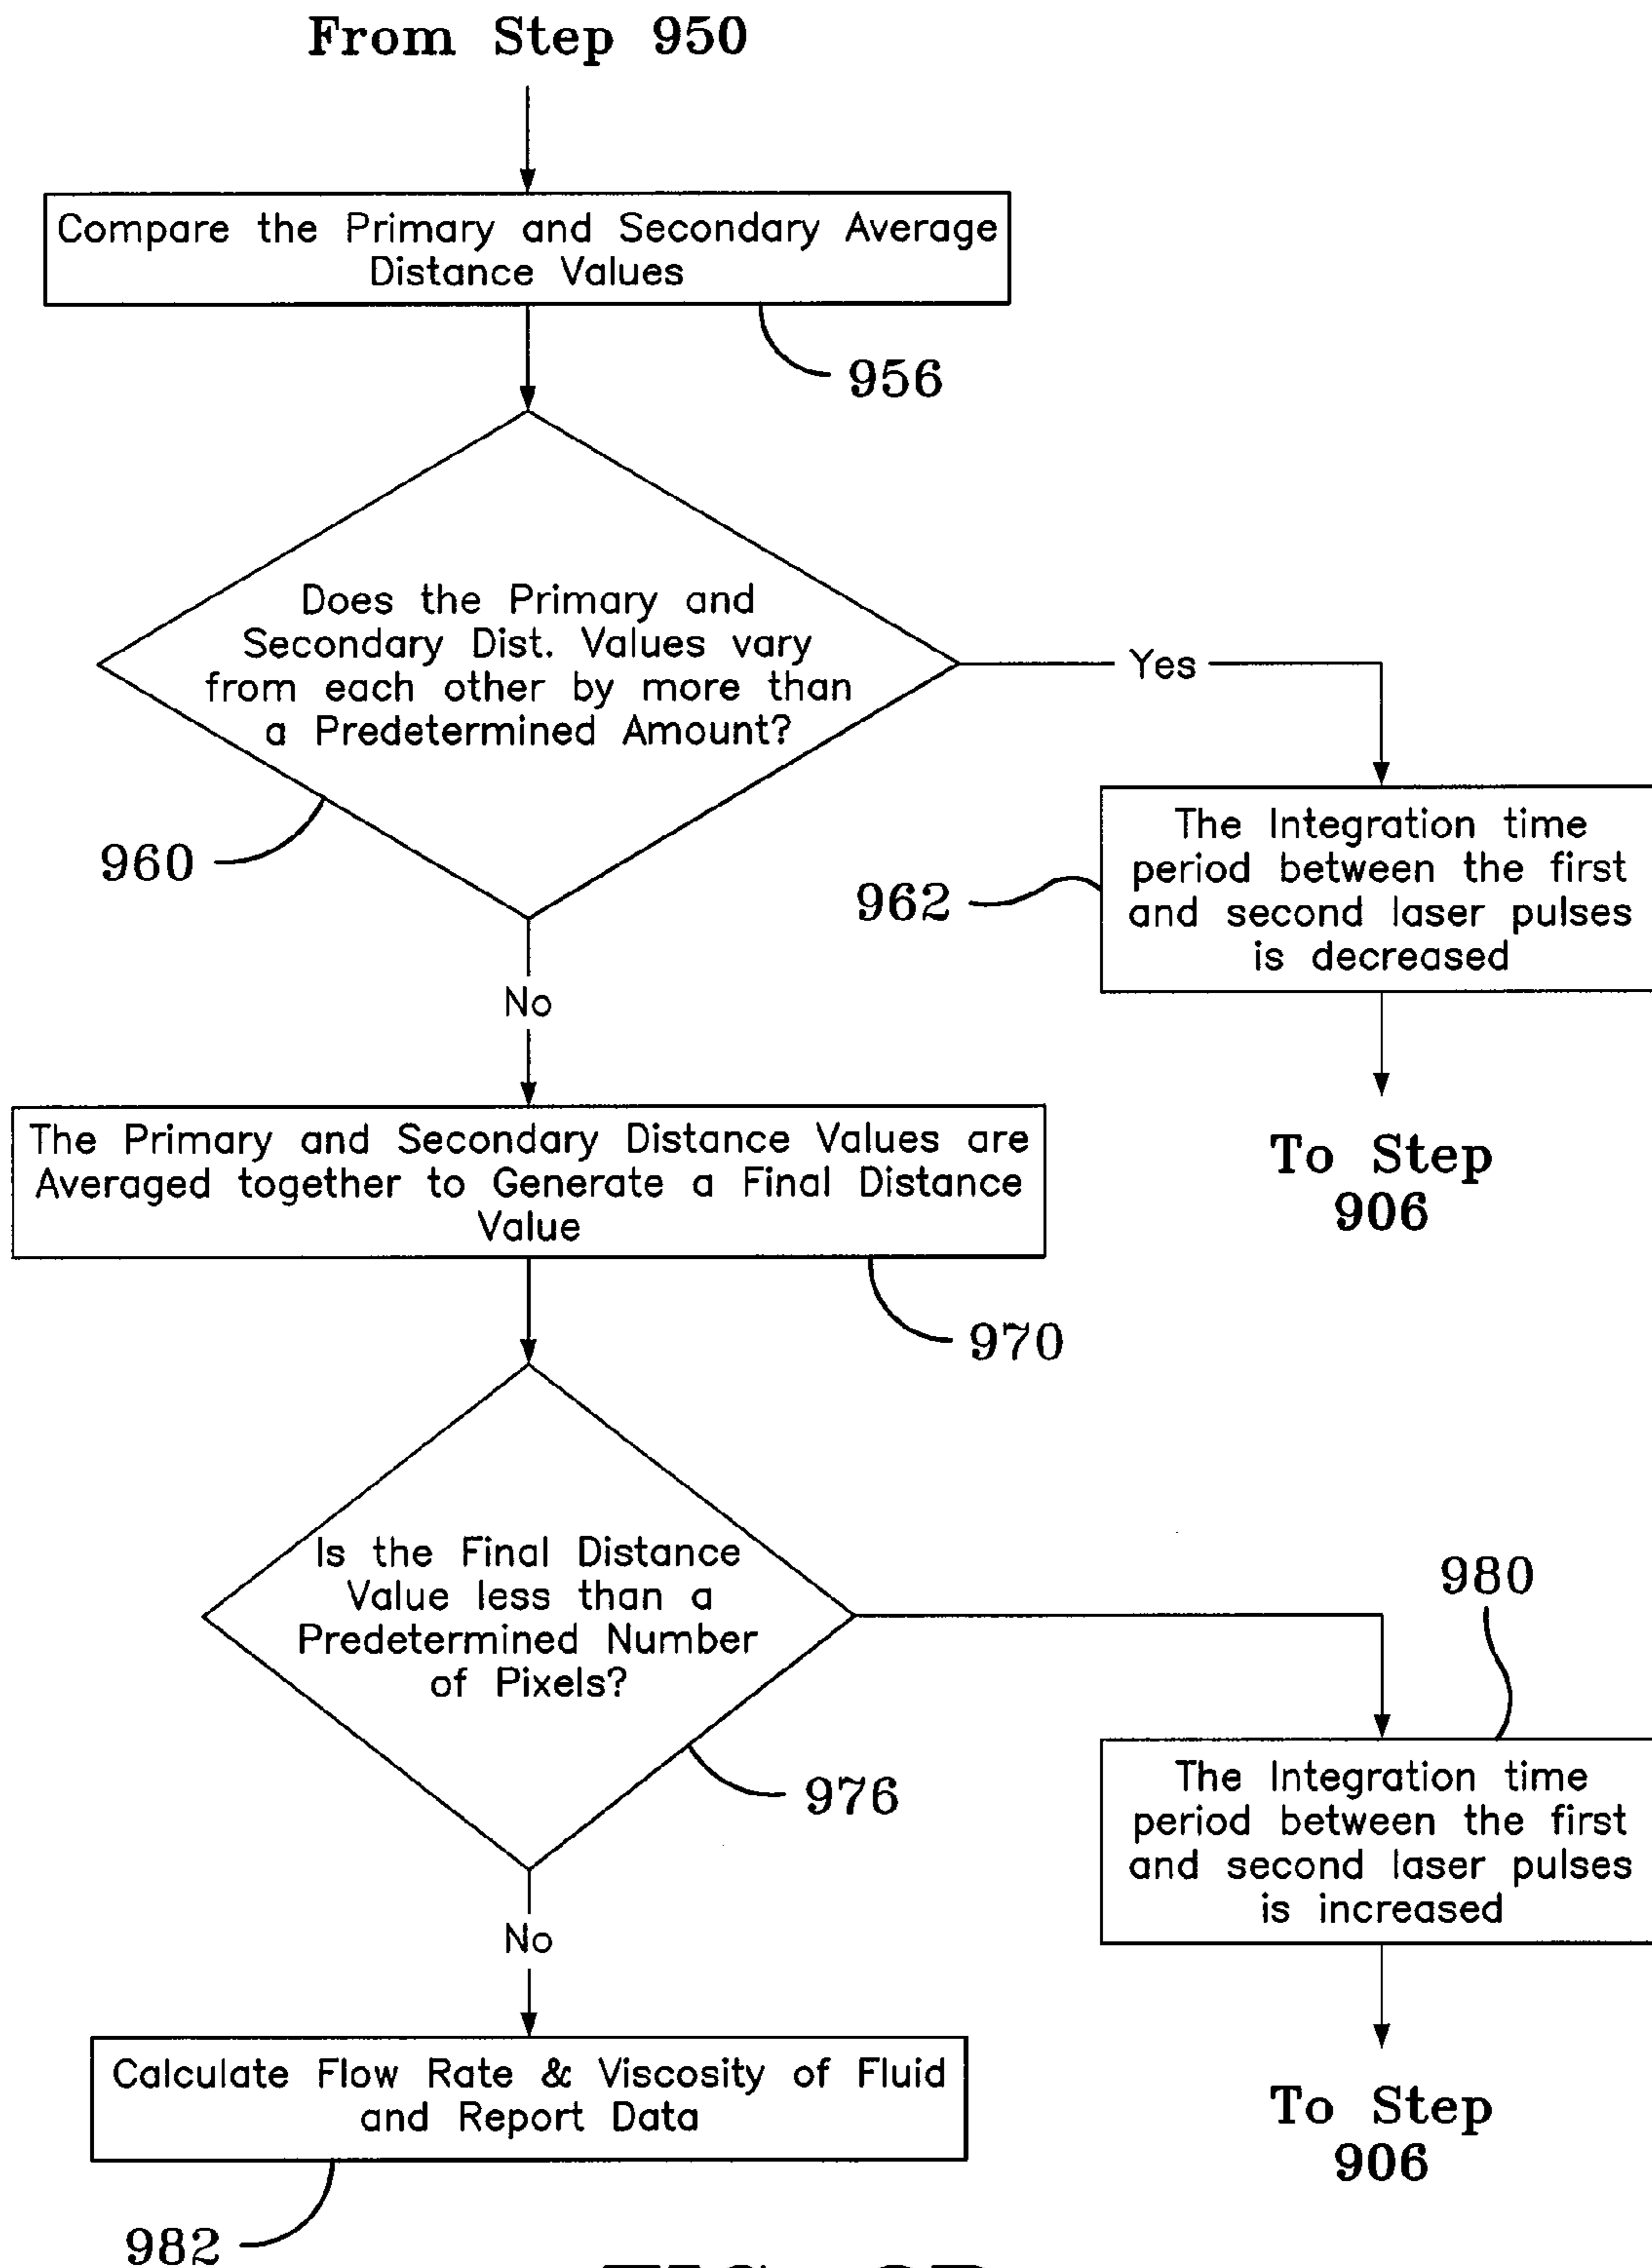 From Step 950
Compare the Primary and Secondary Average
Distance Values
956
Does the Primary and
Secondary Dist. Values vary
from each other by more than
a Predetermined Amount?
Yes
960
The Integration time
period between the first
and second laser pulses
is decreased
962
No
To Step
906
The Primary and Secondary Distance Values are
Averaged together to Generate a Final Distance
Value
970
Is the Final Distance
Value less than a
Predetermined Number
of Pixels?
976
980
The Integration time
period between the first
and second laser pulses
is increased
No
To Step
906
Calculate Flow Rate & Viscosity of Fluid
and Report Data
982